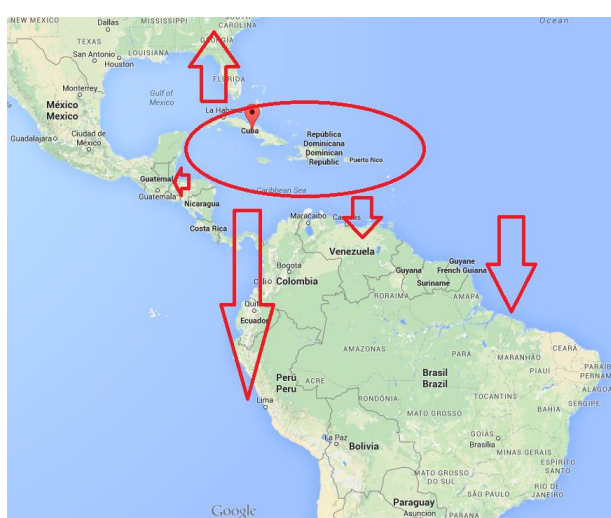 NEW MEXICO
Dallas
MISSISSIPPI
CAROLINA
Ocean
TEXAS
GEORGIA
San Antonio
LOUISIANA
Houston
FLORIDA
Monterrey
Gulf of
Mexico
México
Mexico
La Habana
Guadalajara
Ciudad de
México
Cuba
República
Dominicana
Dominican
Republic
Puerto Rico
Guatemala
Guatemala
Caribbean Sea
Nicaragua
Costa Rica
Maracaibo
Caracas
Venezuela
Bogotá
Guyana
Guyane
French Guiana
Suriname
Colombia
RORAIMA
AMAPÁ
Quito
Ecuador
AMAZONAS
PARÁ
MARANHÃO
CEARÁ
PIAUÍ
PARAÍB
PERNAM
Perú
Peru
ACRE
Brasil
Brazil
ALAGOA
TOCANTINS
SERGIPE
Lima
RONDÔNIA
BAHIA
MATO GROSSO
La Paz
Bolivia
GOIÁS
Brasília
MINAS GERAIS
ESPÍRITO
SANTO
MATO GROSSO
DO SUL
RIO DE
JANEIRO
SÃO PAULO
Google
Paraguay
Asunción
PARANÁ